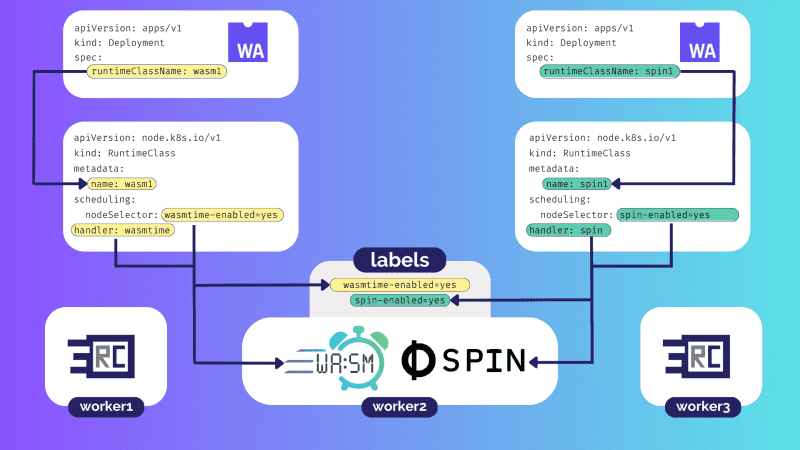 apiVersion: apps/v1
kind: Deployment
spec:
runtimeClassName: wasm1
WA
apiVersion: node.k8s.io/v1
kind: RuntimeClass
metadata:
name: wasm1
scheduling:
nodeSelector: wasmtime-enabled=yes
handler: wasmtime
apiVersion: apps/v1
kind: Deployment
spec:
runtimeClassName: spin1
WA
apiVersion: node.k8s.io/v1
kind: RuntimeClass
metadata:
name: spin1
scheduling:
nodeSelector: spin-enabled=yes
handler: spin
labels
wasmtime-enabled=yes
spin-enabled=yes
RC
worker1
WA:SM
SPIN
worker2
RC
worker3